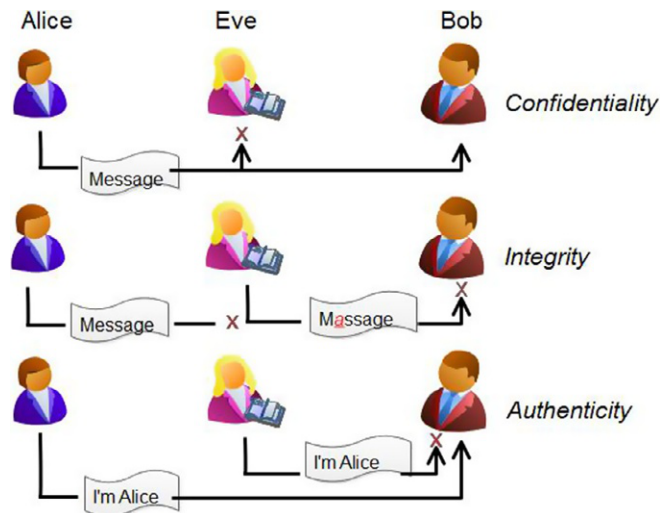 Alice Eve Bob
Confidentiality
Message
Integrity
Message X Massage X
Authenticity
I'm Alice
I'm Alice